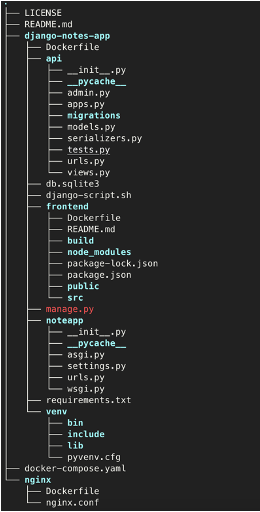 .
├── LICENSE
├── README.md
├── django-notes-app
│   ├── Dockerfile
│   ├── api
│   │   ├── __init__.py
│   │   ├── __pycache__
│   │   ├── admin.py
│   │   ├── apps.py
│   │   ├── migrations
│   │   ├── models.py
│   │   ├── serializers.py
│   │   ├── tests.py
│   │   ├── urls.py
│   │   └── views.py
│   ├── db.sqlite3
│   ├── django-script.sh
│   ├── frontend
│   │   ├── Dockerfile
│   │   ├── README.md
│   │   ├── build
│   │   ├── node_modules
│   │   ├── package-lock.json
│   │   ├── package.json
│   │   ├── public
│   │   └── src
│   ├── manage.py
│   ├── noteapp
│   │   ├── __init__.py
│   │   ├── __pycache__
│   │   ├── asgi.py
│   │   ├── settings.py
│   │   ├── urls.py
│   │   └── wsgi.py
│   ├── requirements.txt
│   └── venv
│       ├── bin
│       ├── include
│       ├── lib
│       └── pyvenv.cfg
├── docker-compose.yaml
└── nginx
    ├── Dockerfile
    └── nginx.conf